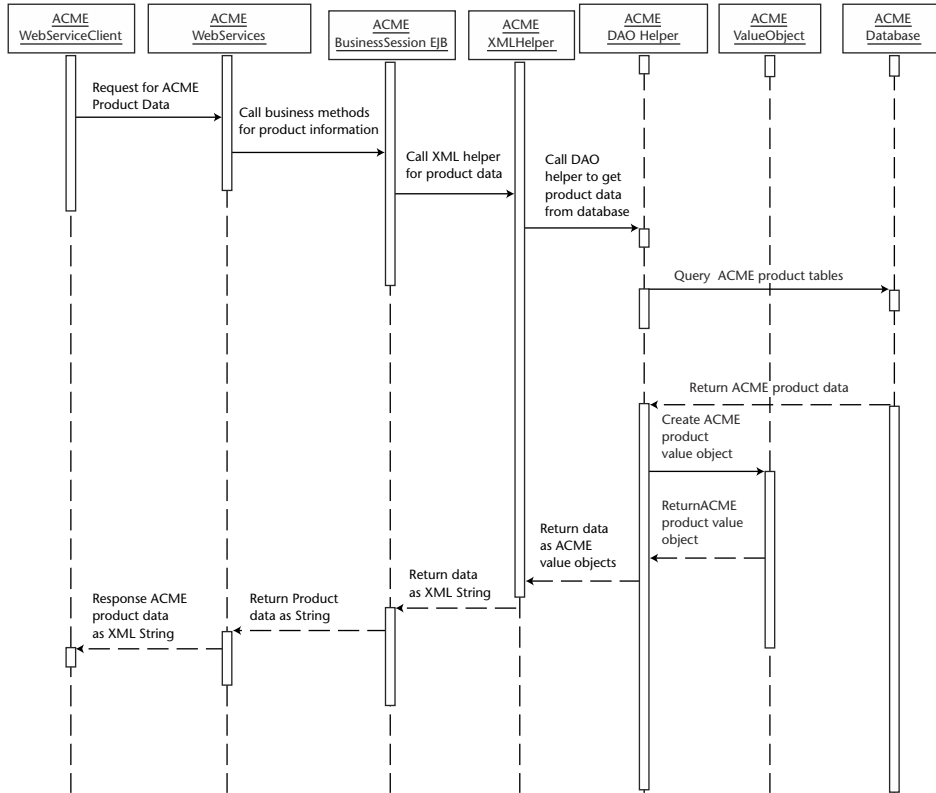 ACME
WebServiceClient
ACME
WebServices
ACME
BusinessSession EJB
ACME
XMLHelper
ACME
DAO Helper
ACME
ValueObject
ACME
Database
Request for ACME
Product Data
Call business methods
for product information
Call XML helper
for product data
Call DAO
helper to get
product data
from database
Query ACME product tables
Return ACME product data
Create ACME
product
value object
ReturnACME
product value
object
Return data
as ACME
value objects
Return data
as XML String
Return Product
data as String
Response ACME
product data
as XML String